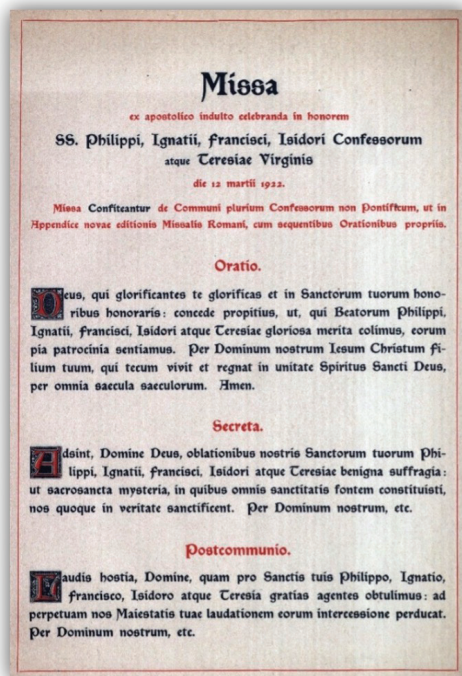 Missa
ex apostolico indulto celebranda in honorem
SS. Philippi, Ignatii, Francisci, Isidori Confessorum
atque Teresiae Virginis
die 12 martii 1922.
Missa Confiteantur de Communi plurium Confessorum non Pontificum, ut in
Appendice novae editionis Missalis Romani, cum sequentibus Orationibus propriis.
Oratio.
Deus, qui glorificantes te glorificas et in Sanctorum tuorum hono-
ribus honoraris: concede propitius, ut, qui Beatorum Philippi,
Ignatii, Francisci, Isidori atque Teresiae gloriosa merita colimus, eorum
pia patrocinia sentiamus. Per Dominum nostrum Iesum Christum Fi-
lium tuum, qui tecum vivit et regnat in unitate Spiritus Sancti Deus,
per omnia saecula saeculorum. Amen.
Secreta.
Adsint, Domine Deus, oblationibus nostris Sanctorum tuorum Phi-
lippi, Ignatii, Francisci, Isidori atque Teresiae benigna suffragia:
ut sacrosancta mysteria, in quibus omnis sanctitatis fontem constituisti,
nos quoque in veritate sanctificent. Per Dominum nostrum, etc.
Postcommunio.
Laudis hostia, Domine, quam pro Sanctis tuis Philippo, Ignatio,
Francisco, Isidoro atque Teresia gratias agentes obtulimus: ad
perpetuam nos Maiestatis tuae laudationem eorum intercessione perducat.
Per Dominum nostrum, etc.